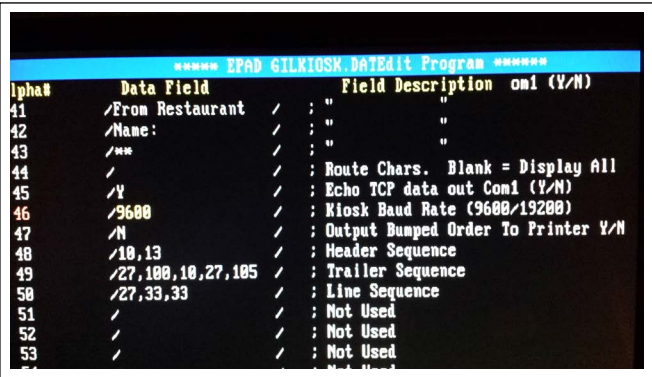 ***** EPAD GILKIOSK.DATEdit Program ******
lpha# Data Field Field Description om1 (Y/N)
41 /From Restaurant / ; " "
42 /Name: / ; " "
43 /** / ; " "
44 / / ; Route Chars. Blank = Display All
45 /Y / ; Echo TCP data out Com1 (Y/N)
46 /9600 / ; Kiosk Baud Rate (9600/19200)
47 /N / ; Output Bumped Order To Printer Y/N
48 /10,13 / ; Header Sequence
49 /27,100,10,27,105 / ; Trailer Sequence
50 /27,33,33 / ; Line Sequence
51 / / ; Not Used
52 / / ; Not Used
53 / / ; Not Used